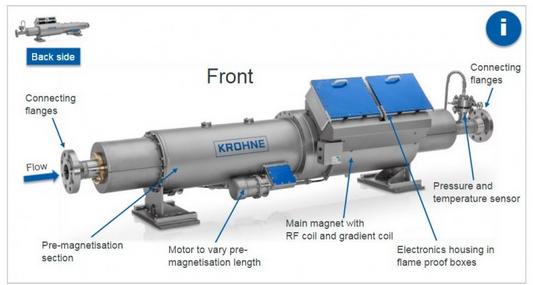 Back side
Front
i
Connecting
flanges
Connecting
flanges
KROHNE
Flow
Pressure and
temperature sensor
Pre-magnetisation
section
Motor to vary pre-
magnetisation length
Main magnet with
RF coil and gradient coil
Electronics housing in
flame proof boxes